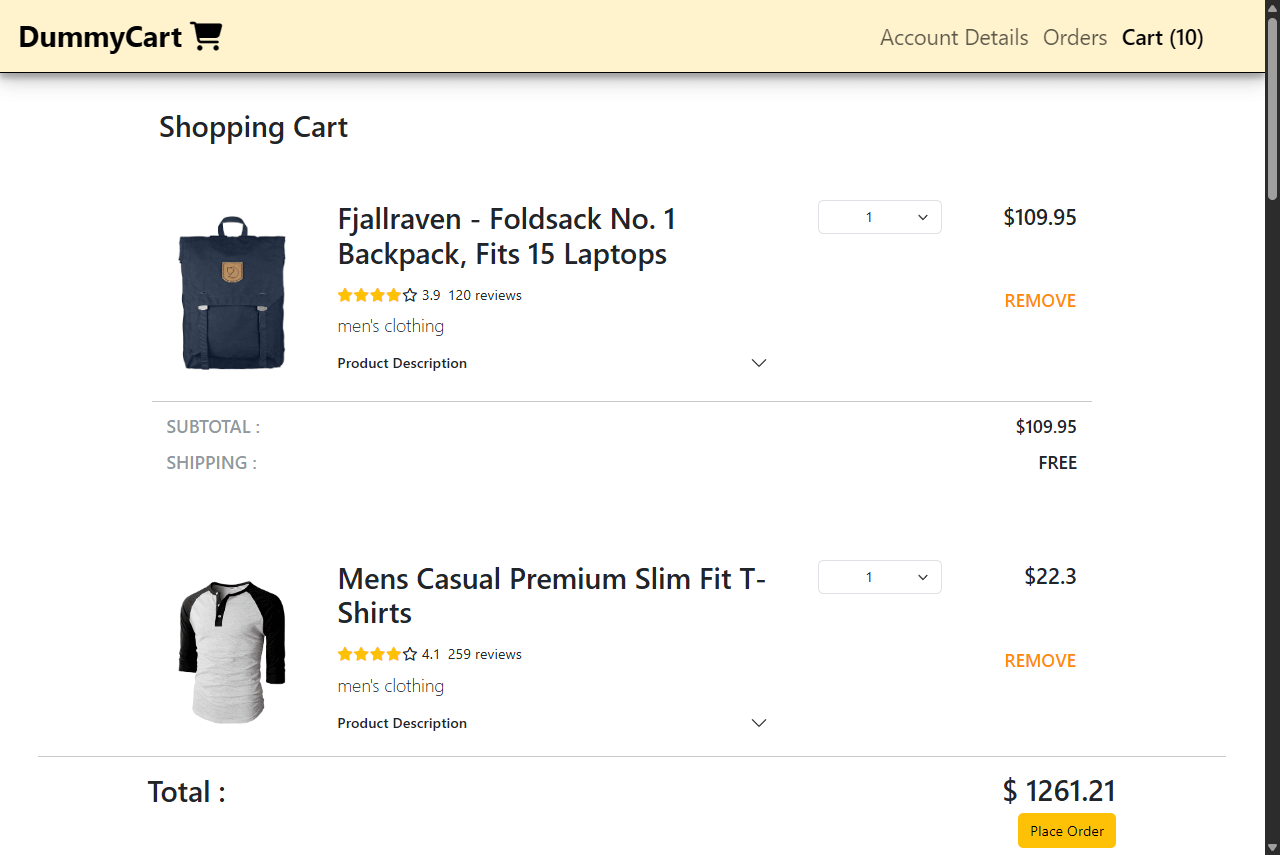 DummyCart
Account Details Orders Cart (10)
Shopping Cart
Fjallraven - Foldsack No. 1
Backpack, Fits 15 Laptops
3.9 120 reviews
men's clothing
Product Description
1
$109.95
REMOVE
SUBTOTAL : $109.95
SHIPPING : FREE
Mens Casual Premium Slim Fit T-
Shirts
4.1 259 reviews
men's clothing
Product Description
1
$22.3
REMOVE
Total : $ 1261.21
Place Order